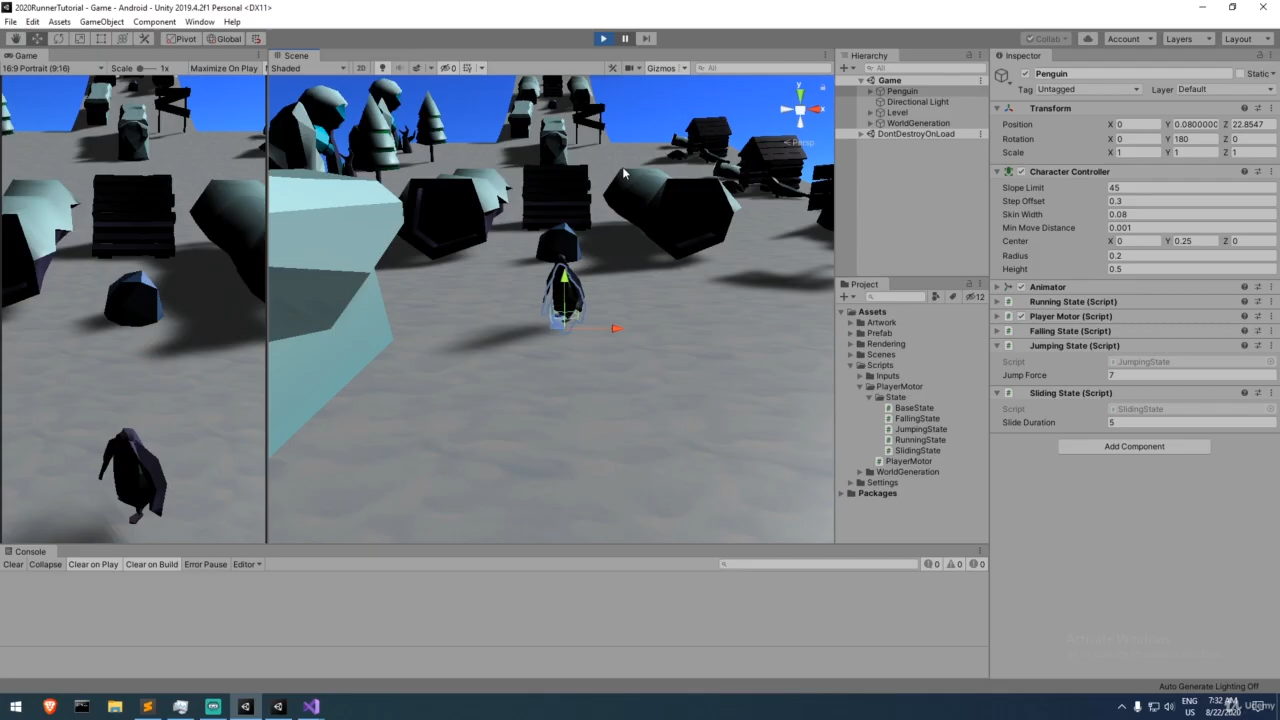 2020RunnerTutorial - Game - Android - Unity 2019.4.2f1 Personal <DX11>
File Edit Assets GameObject Component Window Help
Pivot Global Collab Account Layers Layout
Game Scene Hierarchy Inspector
16:9 Portrait (9:16) Scale 1x Maximize On Play Shaded 2D 0 Gizmos All All
Penguin Static
Tag Untagged Layer Default
Game
Penguin
Directional Light
Level
WorldGeneration
DontDestroyOnLoad
y
x
< Persp
Transform
Position X 0 Y 0.0800000 Z 22.8547
Rotation X 0 Y 180 Z 0
Scale X 1 Y 1 Z 1
Character Controller
Slope Limit 45
Step Offset 0.3
Skin Width 0.08
Min Move Distance 0.001
Center X 0 Y 0.25 Z 0
Radius 0.2
Height 0.5
Animator
Running State (Script)
Player Motor (Script)
Falling State (Script)
Jumping State (Script)
Script JumpingState
Jump Force 7
Sliding State (Script)
Script SlidingState
Slide Duration 5
Add Component
Project
12
Assets
Artwork
Prefab
Rendering
Scenes
Scripts
Inputs
PlayerMotor
State
BaseState
FallingState
JumpingState
RunningState
SlidingState
PlayerMotor
WorldGeneration
Settings
Packages
Console
Clear Collapse Clear on Play Clear on Build Error Pause Editor 0 0 0
Activate Windows
Auto Generate Lighting Off
ENG
US
7:32 AM
8/22/2020
Udemy